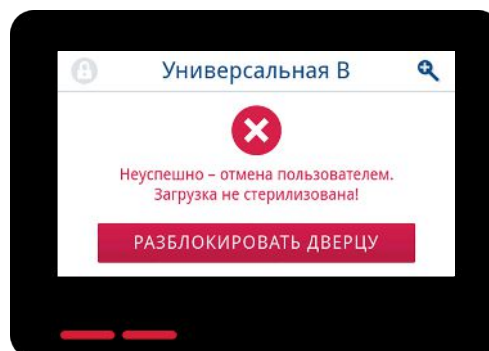 Универсальная B
Неуспешно – отмена пользователем.
Загрузка не стерилизована!
РАЗБЛОКИРОВАТЬ ДВЕРЦУ